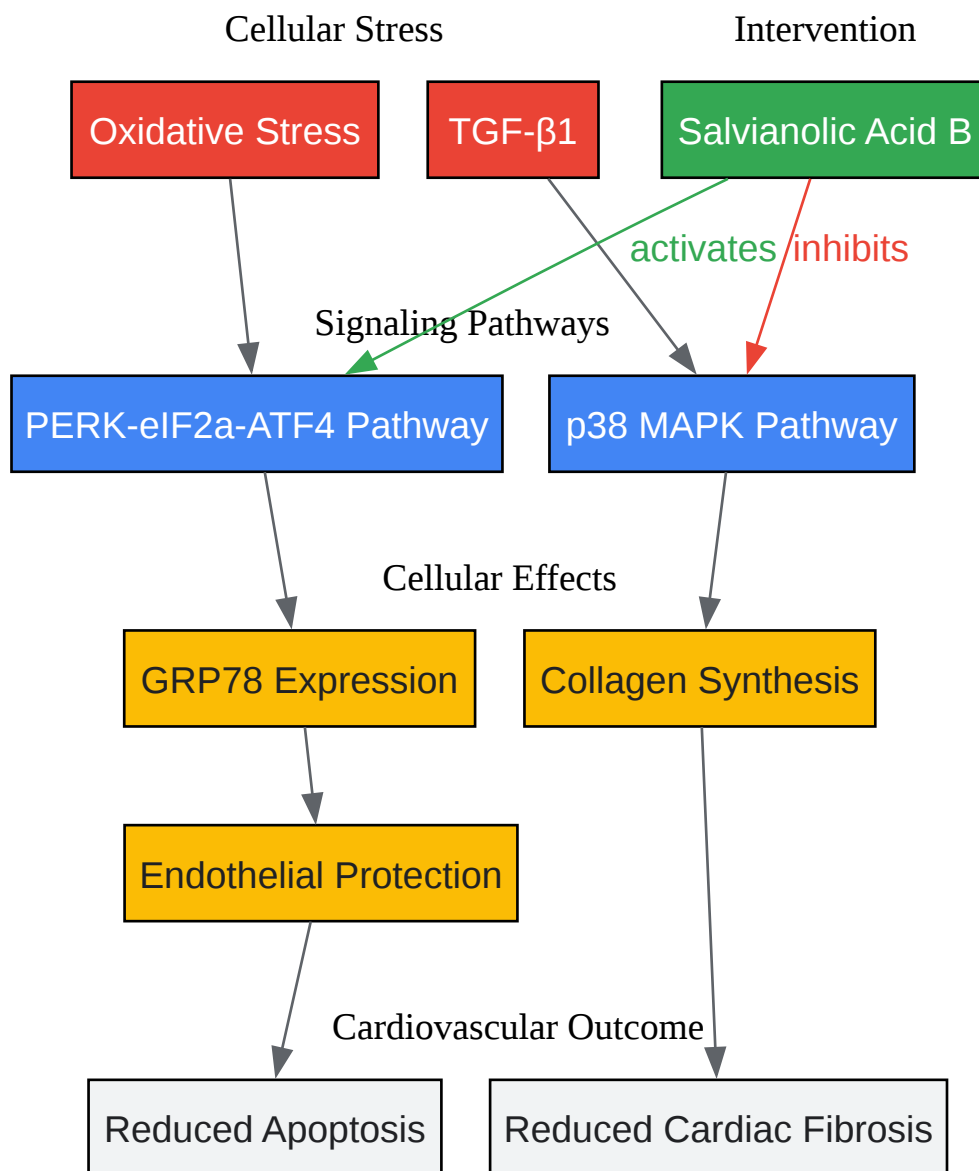 Cellular Stress
Intervention
Oxidative Stress
TGF-β1
Salvianolic Acid B
activates
inhibits
Signaling Pathways
PERK-eIF2a-ATF4 Pathway
p38 MAPK Pathway
Cellular Effects
GRP78 Expression
Collagen Synthesis
Endothelial Protection
Cardiovascular Outcome
Reduced Apoptosis
Reduced Cardiac Fibrosis